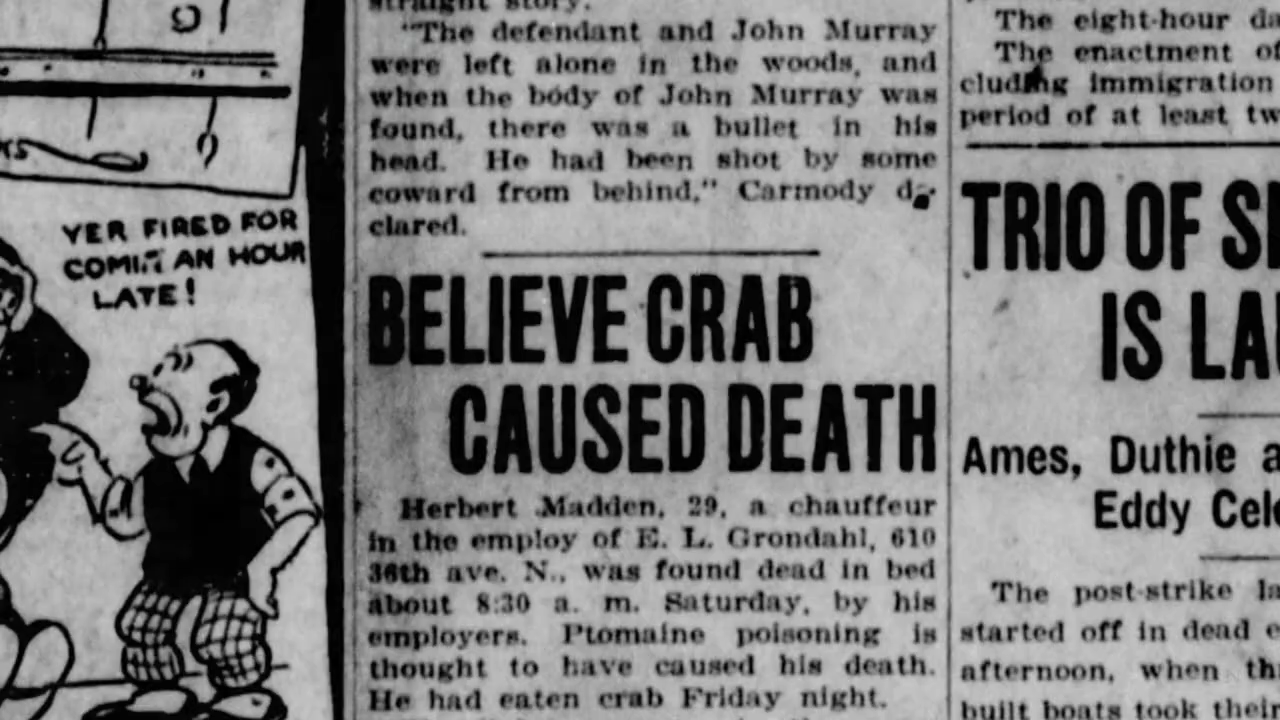 YER FIRED FOR
COMIN AN HOUR
LATE!
straight story.
"The defendant and John Murray
were left alone in the woods, and
when the body of John Murray was
found, there was a bullet in his
head. He had been shot by some
coward from behind," Carmody de-
clared.
BELIEVE CRAB
CAUSED DEATH
Herbert Madden, 29, a chauffeur
in the employ of E. L. Grondahl, 610
36th ave. N., was found dead in bed
about 8:30 a. m. Saturday, by his
employers. Ptomaine poisoning is
thought to have caused his death.
He had eaten crab Friday night.
The eight-hour da
The enactment of
cluding immigration
period of at least tw
TRIO OF S
IS LA
Ames, Duthie a
Eddy Cel
The post-strike la
started off in dead e
afternoon, when th
built boats took their